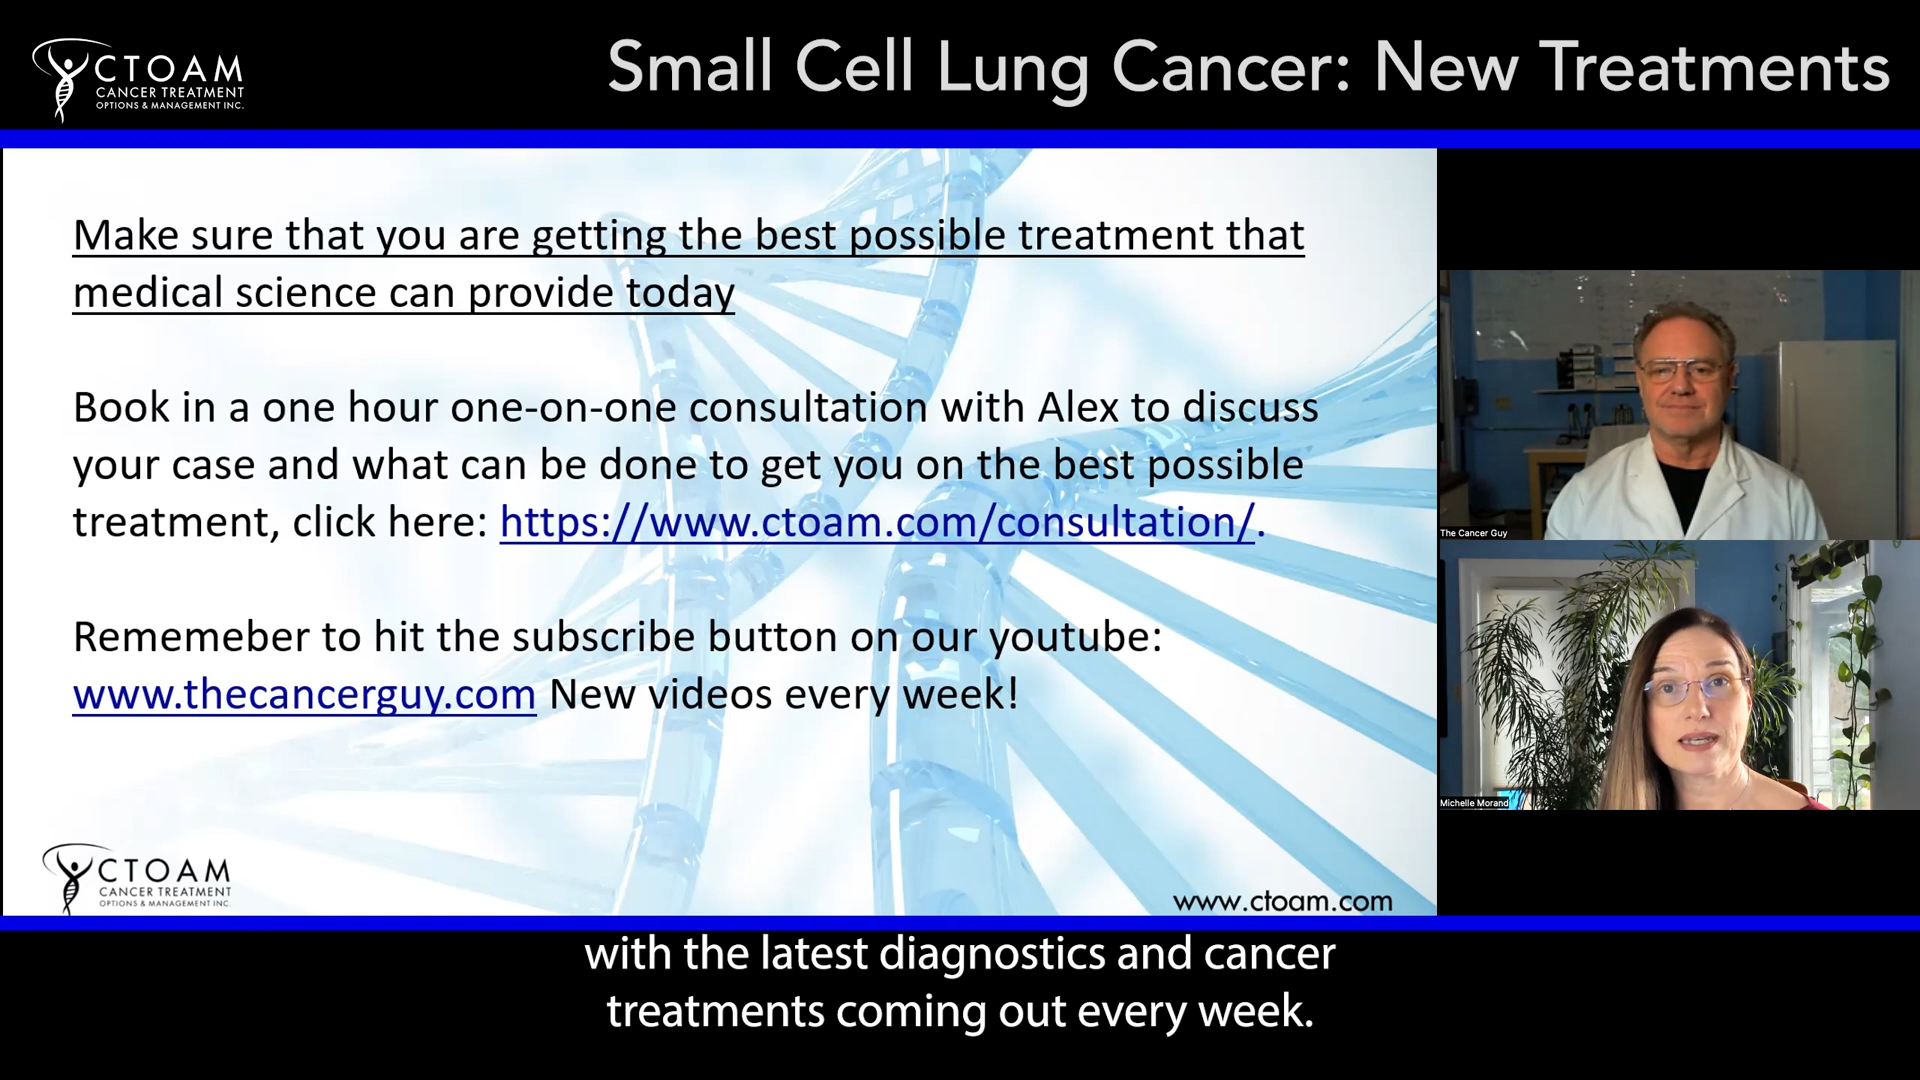 CTOAM
CANCER TREATMENT
OPTIONS & MANAGEMENT INC.
Small Cell Lung Cancer: New Treatments
Make sure that you are getting the best possible treatment that
medical science can provide today
Book in a one hour one-on-one consultation with Alex to discuss
your case and what can be done to get you on the best possible
treatment, click here: https://www.ctoam.com/consultation/.
Rememeber to hit the subscribe button on our youtube:
www.thecancerguy.com New videos every week!
CTOAM
CANCER TREATMENT
OPTIONS & MANAGEMENT INC.
www.ctoam.com
The Cancer Guy
Michelle Morand
with the latest diagnostics and cancer
treatments coming out every week.